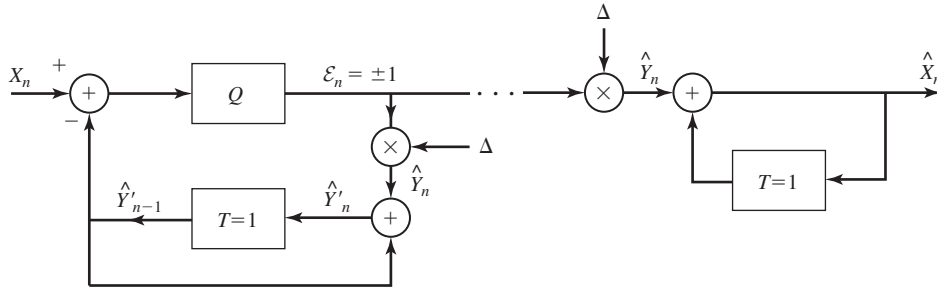 Δ
X_n
+
+
−
Q
ℰ_n = ±1
. . .
×
Ŷ_n
+
X̂_n
×
Δ
Ŷ_n
T=1
Ŷ'_{n−1}
T=1
Ŷ'_n
+